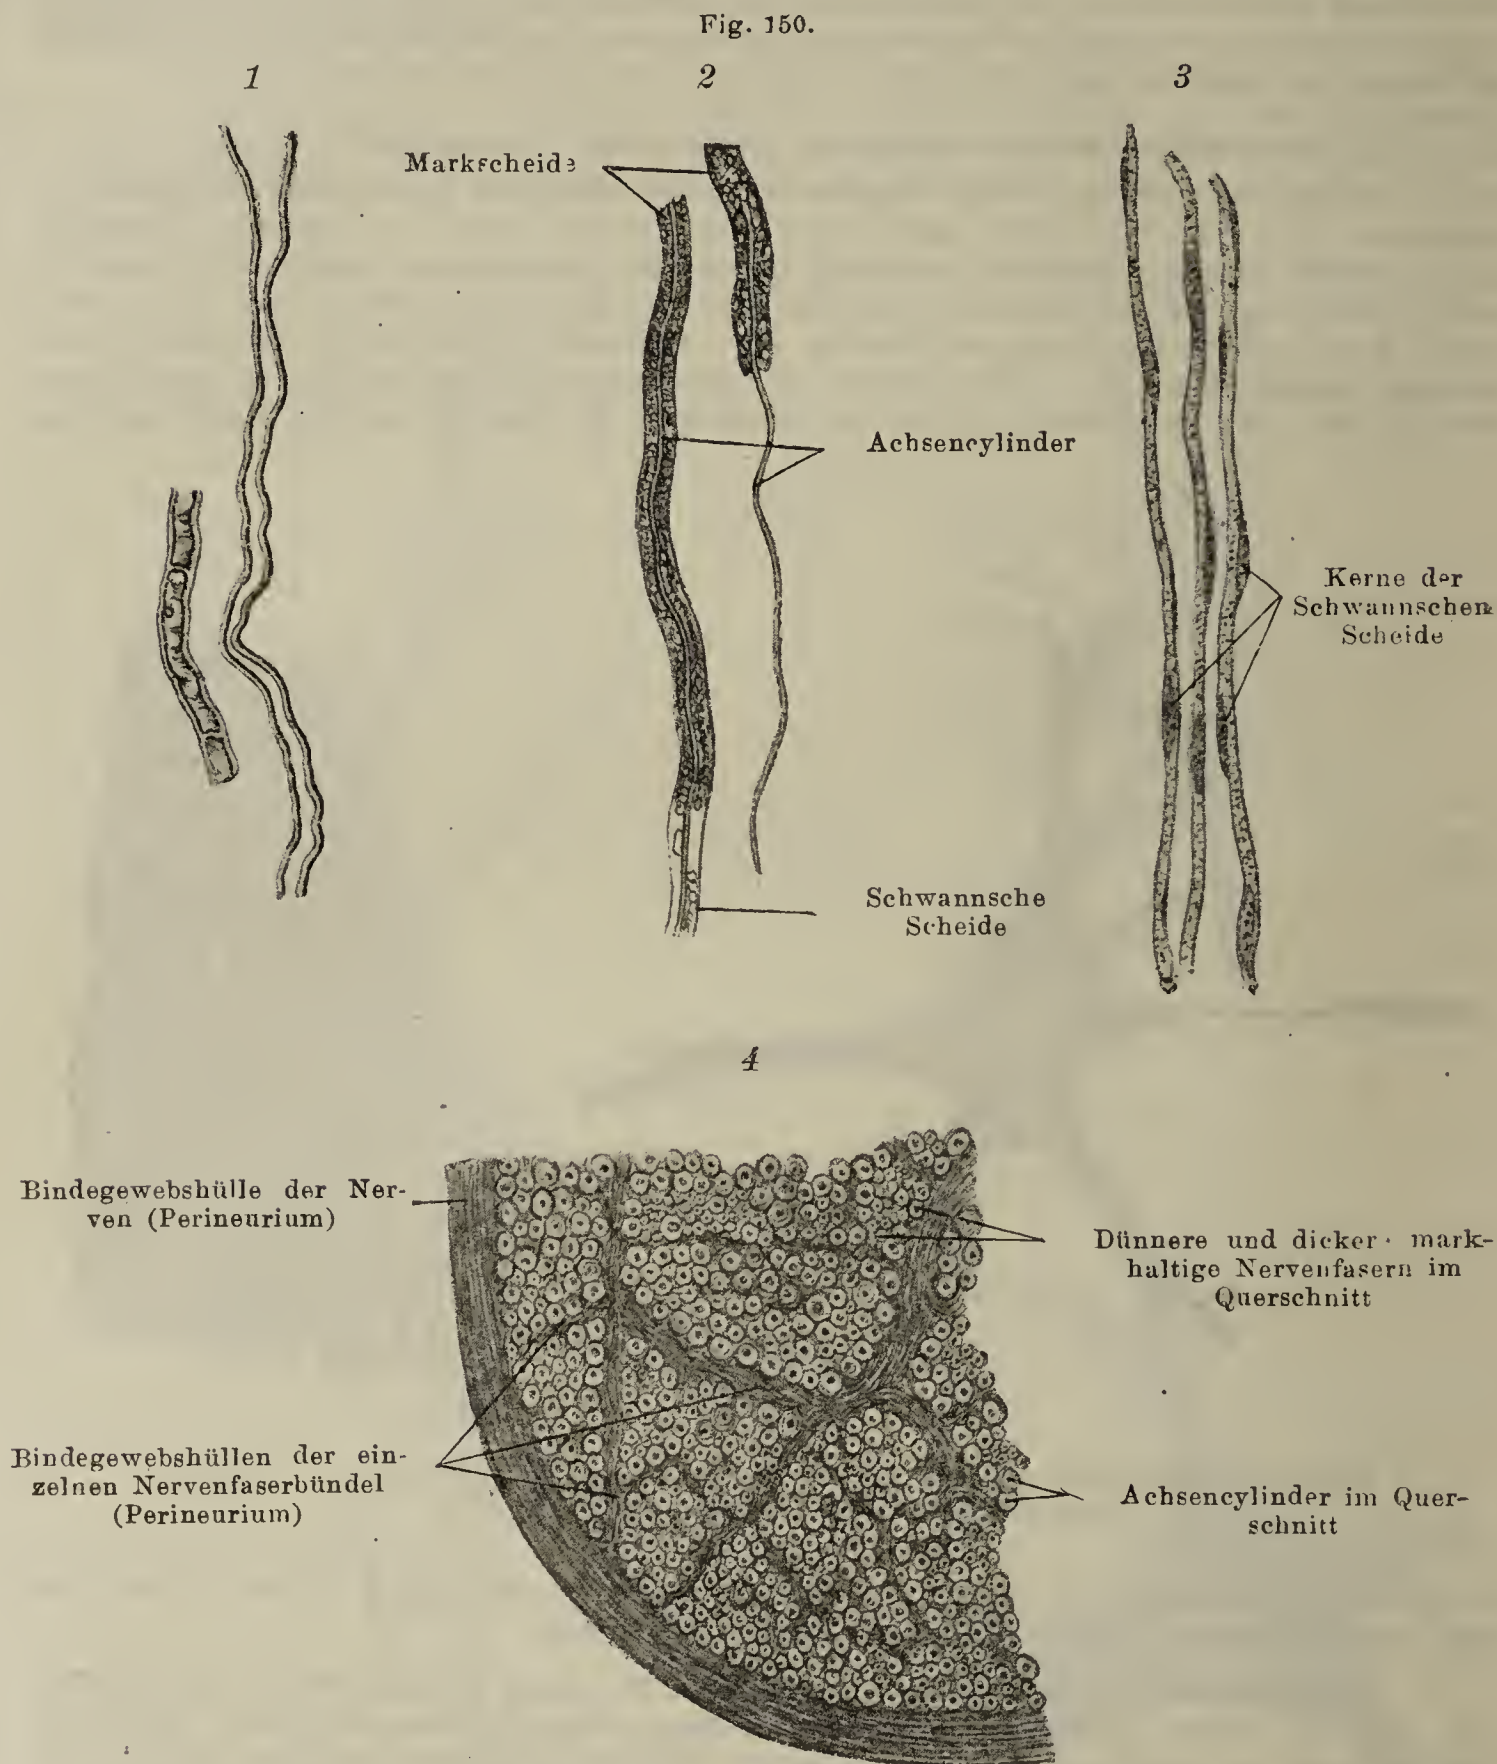 Fig. 150.
1
2
3
Markscheide
Achsencylinder
Kerne der
Schwannschen
Scheide
Schwannsche
Scheide
4
Bindegewebshülle der Ner-
ven (Perineurium)
Dünnere und dickere mark-
haltige Nervenfasern im
Querschnitt
Bindegewebshüllen der ein-
zelnen Nervenfaserbündel
(Perineurium)
Achsencylinder im Quer-
schnitt